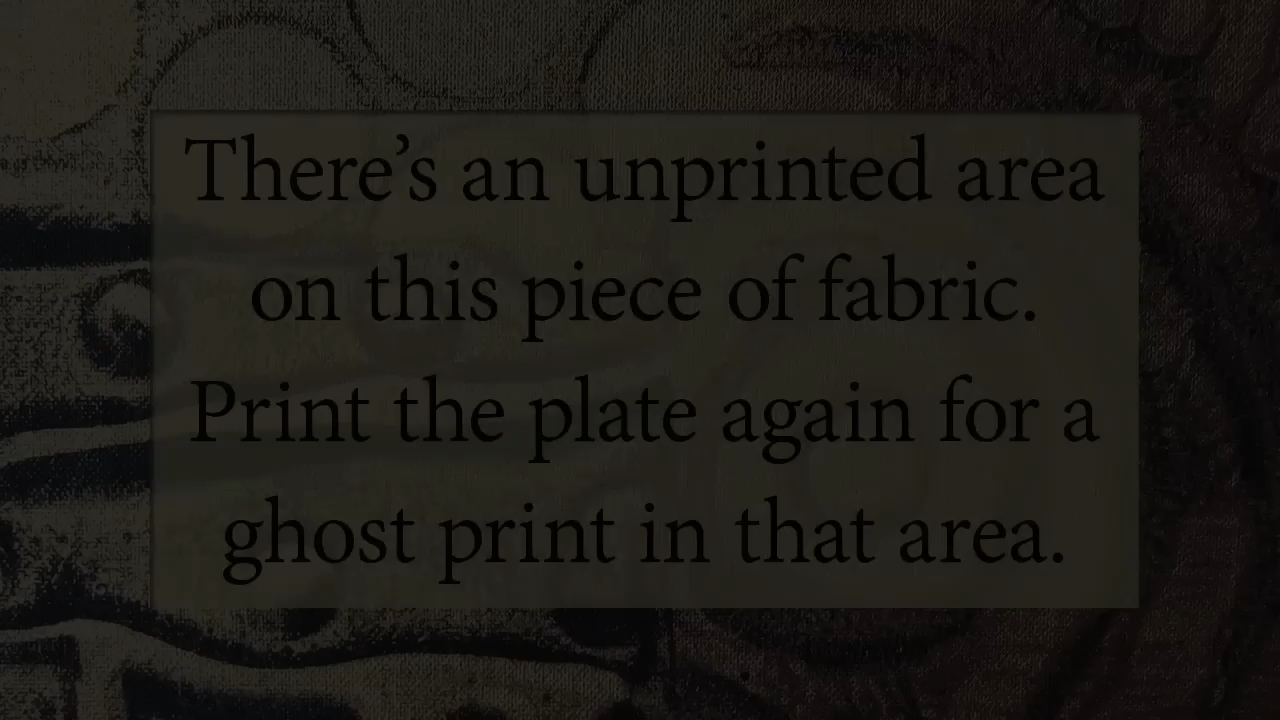 There’s an unprinted area
on this piece of fabric.
Print the plate again for a
ghost print in that area.